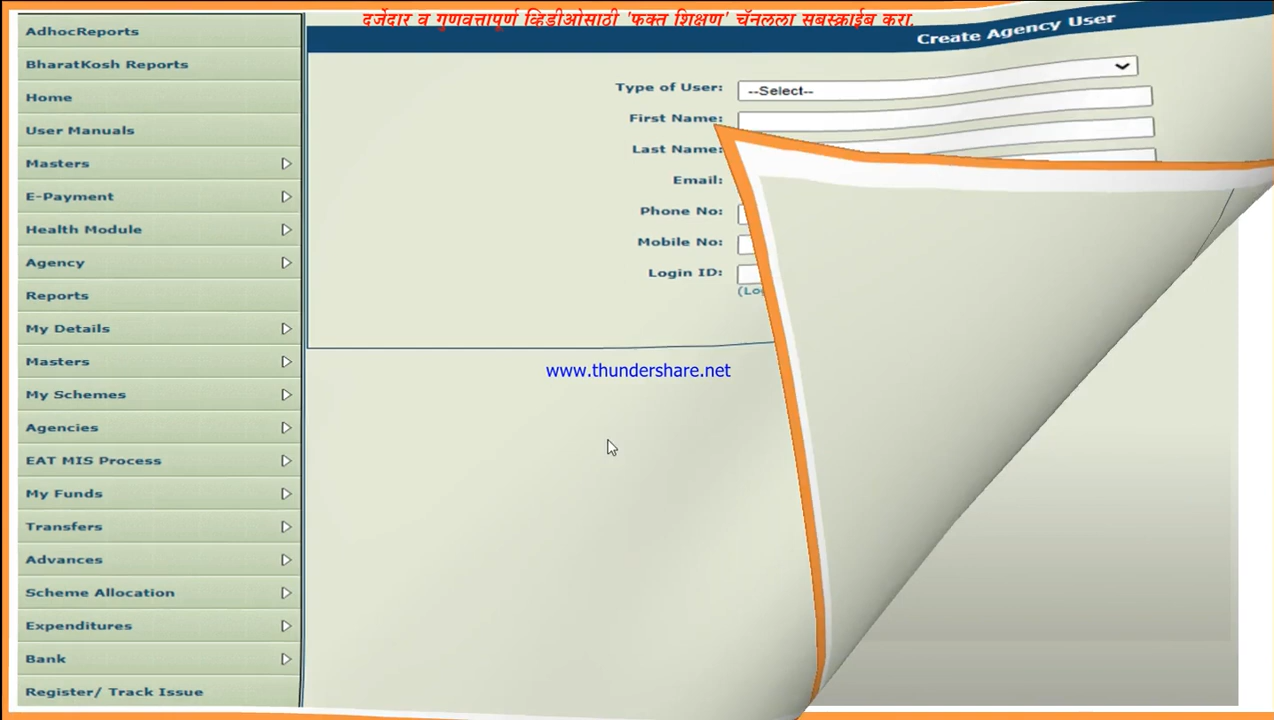 दर्जेदार व गुणवत्तापूर्ण व्हिडीओसाठी 'फक्त शिक्षण' चॅनलला सबस्क्राईब करा.
AdhocReports
BharatKosh Reports
Home
User Manuals
Masters
E-Payment
Health Module
Agency
Reports
My Details
Masters
My Schemes
Agencies
EAT MIS Process
My Funds
Transfers
Advances
Scheme Allocation
Expenditures
Bank
Register/ Track Issue
Create Agency User
Type of User:
--Select--
First Name:
Last Name:
Email:
Phone No:
Mobile No:
Login ID:
www.thundershare.net